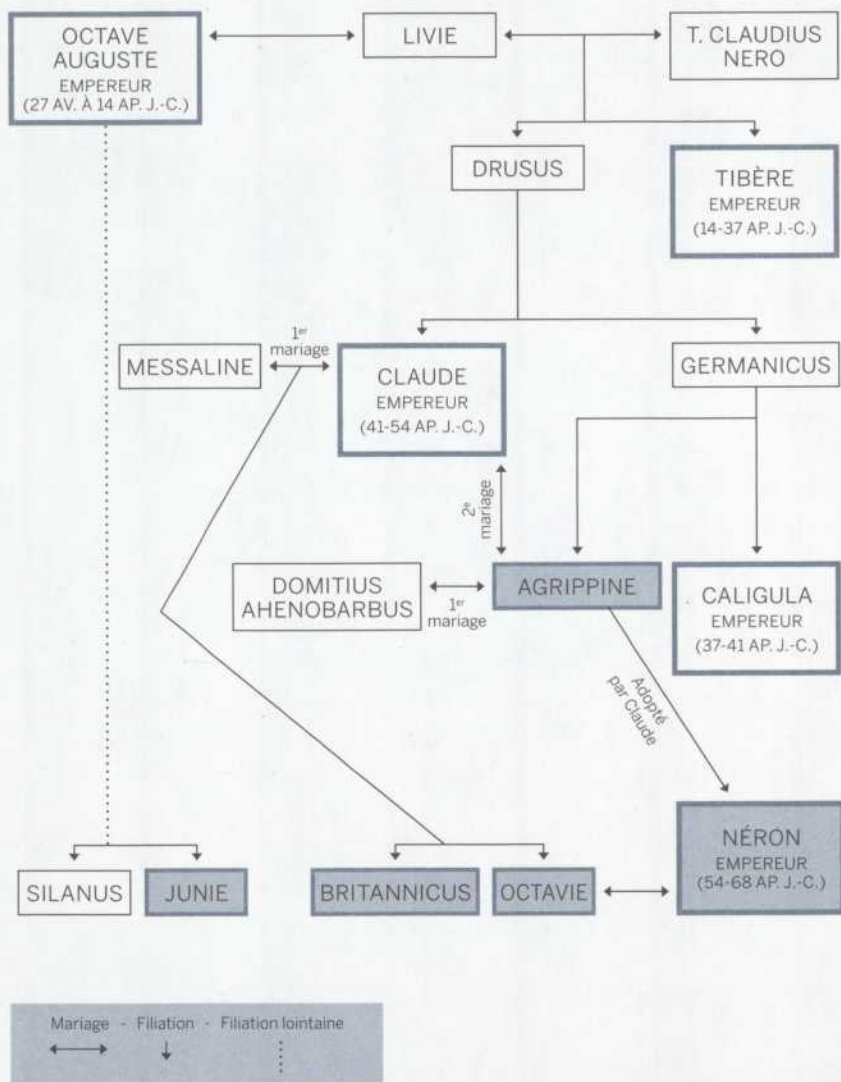 OCTAVE
AUGUSTE
EMPEREUR
(27 AV. À 14 AP. J.-C.)
LIVIE
T. CLAUDIUS
NERO
DRUSUS
TIBÈRE
EMPEREUR
(14-37 AP. J.-C.)
MESSALINE
1er
mariage
CLAUDE
EMPEREUR
(41-54 AP. J.-C.)
GERMANICUS
2e
mariage
DOMITIUS
AHENOBARBUS
1er
mariage
AGRIPPINE
CALIGULA
EMPEREUR
(37-41 AP. J.-C.)
Adopté
par Claude
NÉRON
EMPEREUR
(54-68 AP. J.-C.)
SILANUS
JUNIE
BRITANNICUS
OCTAVIE
Mariage - Filiation - Filiation lointaine